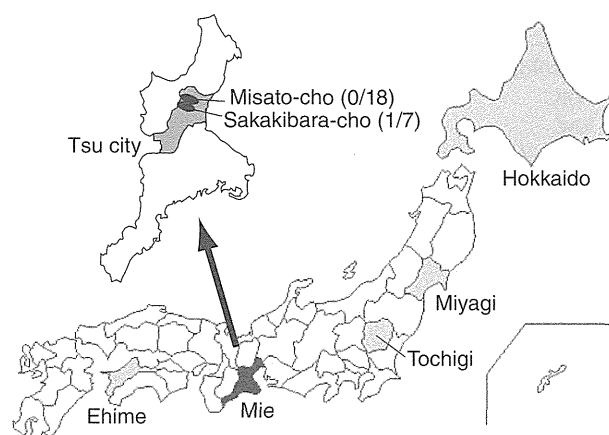 Misato-cho (0/18)
Sakakibara-cho (1/7)
Tsu city
Hokkaido
Miyagi
Tochigi
Ehime
Mie